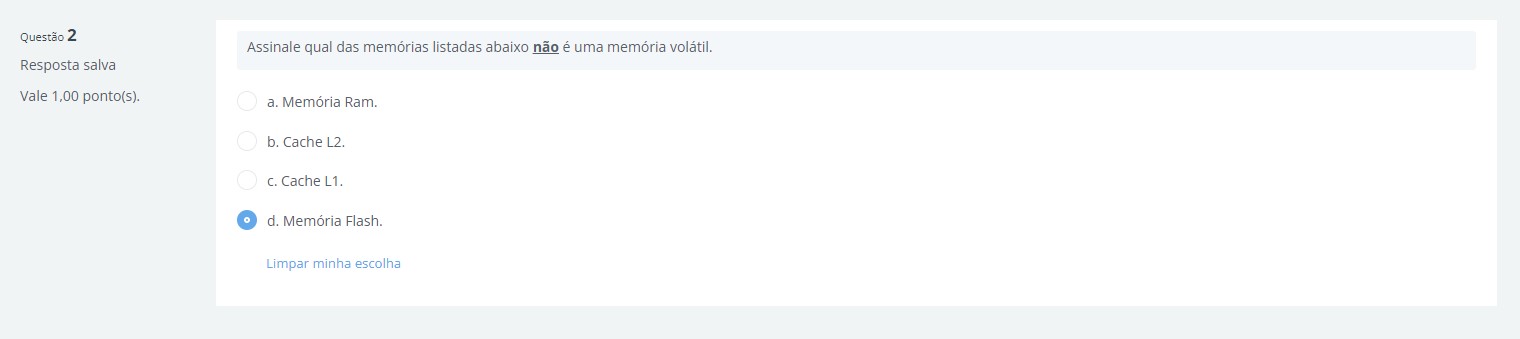 Questão 2
Resposta salva
Vale 1,00 ponto(s).
Assinale qual das memórias listadas abaixo não é uma memória volátil.
a. Memória Ram.
b. Cache L2.
c. Cache L1.
d. Memória Flash.
Limpar minha escolha